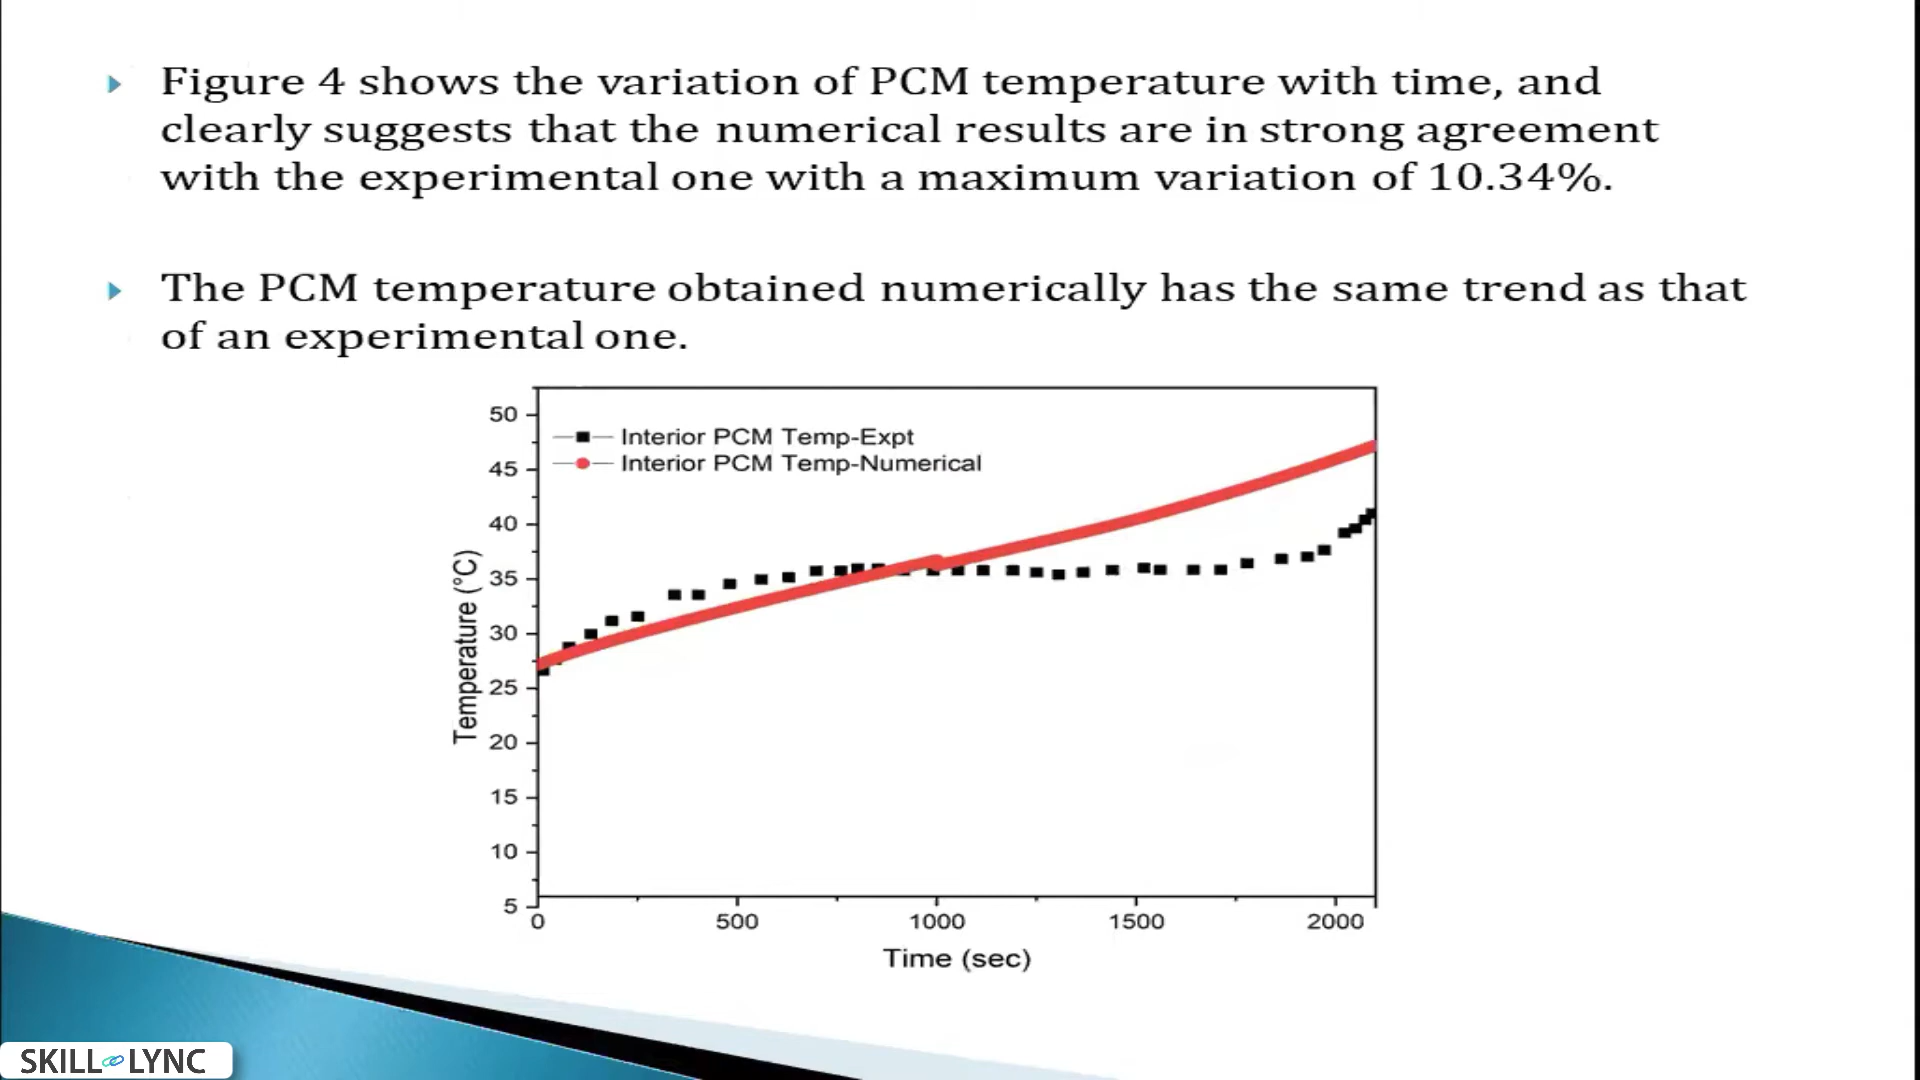 Figure 4 shows the variation of PCM temperature with time, and
clearly suggests that the numerical results are in strong agreement
with the experimental one with a maximum variation of 10.34%.
The PCM temperature obtained numerically has the same trend as that
of an experimental one.
Interior PCM Temp-Expt
Interior PCM Temp-Numerical
50
45
40
35
30
25
20
15
10
5
Temperature (°C)
0 500 1000 1500 2000
Time (sec)
SKILL LYNC